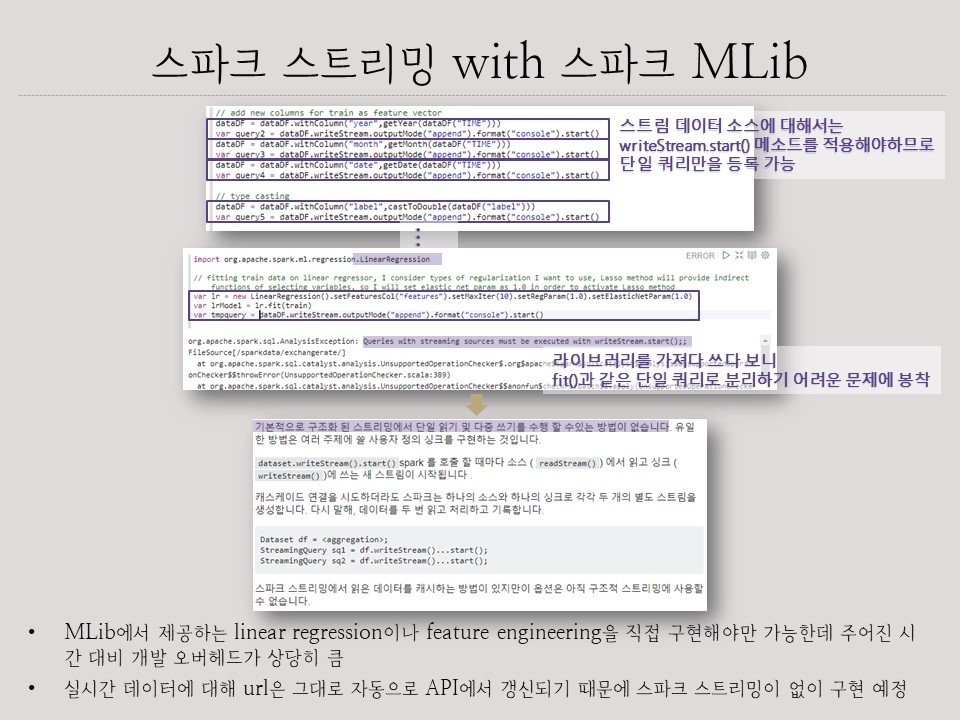 스파크 스트리밍 with 스파크 MLib
// add new columns for train as feature vector
dataDF = dataDF.withColumn("year",getYear(dataDF("TIME")))
var query2 = dataDF.writeStream.outputMode("append").format("console").start()
dataDF = dataDF.withColumn("month",getMonth(dataDF("TIME")))
var query3 = dataDF.writeStream.outputMode("append").format("console").start()
dataDF = dataDF.withColumn("date",getDate(dataDF("TIME")))
var query4 = dataDF.writeStream.outputMode("append").format("console").start()
// type casting
dataDF = dataDF.withColumn("label",castToDouble(dataDF("label")))
var query5 = dataDF.writeStream.outputMode("append").format("console").start()
스트림 데이터 소스에 대해서는
writeStream.start() 메소드를 적용해야하므로
단일 쿼리만을 등록 가능
import org.apache.spark.ml.regression.LinearRegression
ERROR
// fitting train data on linear regressor, I consider types of regularization I want to use, Lasso method will provide indirect
functions of selecting variables, so I will set elastic net param as 1.0 in order to activate Lasso method
var lr = new LinearRegression().setFeaturesCol("features").setMaxIter(10).setRegParam(1.0).setElasticNetParam(1.0)
var lrModel = lr.fit(train)
var tmpquery = dataDF.writeStream.outputMode("append").format("console").start()
org.apache.spark.sql.AnalysisException: Queries with streaming sources must be executed with writeStream.start();;
FileSource[/sparkdata/exchangerate/]
at org.apache.spark.sql.catalyst.analysis.UnsupportedOperationChecker$.org$apache
onChecker$$throwError(UnsupportedOperationChecker.scala:389)
at org.apache.spark.sql.catalyst.analysis.UnsupportedOperationChecker$$anonfun$
라이브러리를 가져다 쓰다 보니
fit()과 같은 단일 쿼리로 분리하기 어려운 문제에 봉착
기본적으로 구조화 된 스트리밍에서 단일 읽기 및 다중 쓰기를 수행 할 수있는 방법이 없습니다. 유일
한 방법은 여러 주제에 쓸 사용자 정의 싱크를 구현하는 것입니다.
dataset.writeStream().start() spark 를 호출 할 때마다 소스 ( readStream() ) 에서 읽고 싱크 (
writeStream() )에 쓰는 새 스트림이 시작됩니다 .
캐스케이드 연결을 시도하더라도 스파크는 하나의 소스와 하나의 싱크로 각각 두 개의 별도 스트림을
생성합니다. 다시 말해, 데이터를 두 번 읽고 처리하고 기록합니다.
Dataset df = <aggregation>;
StreamingQuery sq1 = df.writeStream()...start();
StreamingQuery sq2 = df.writeStream()...start();
스파크 스트리밍에서 읽은 데이터를 캐시하는 방법이 있지만이 옵션은 아직 구조적 스트리밍에 사용할
수 없습니다.
• MLib에서 제공하는 linear regression이나 feature engineering을 직접 구현해야만 가능한데 주어진 시
간 대비 개발 오버헤드가 상당히 큼
• 실시간 데이터에 대해 url은 그대로 자동으로 API에서 갱신되기 때문에 스파크 스트리밍이 없이 구현 예정